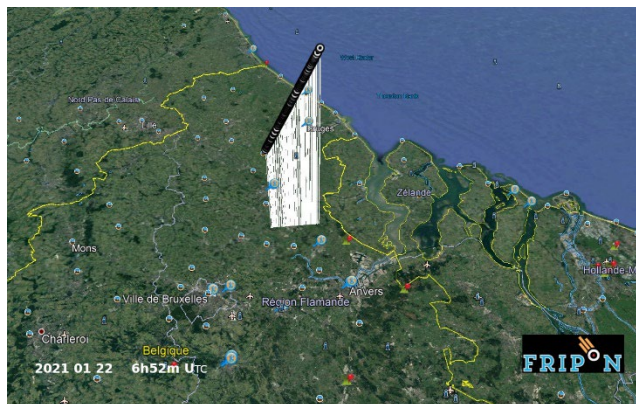 Nord-Pas-de-Calais
Lille
Bruges
Zélande
Mons
Ville de Bruxelles
Région Flamande
Anvers
Charleroi
Belgique
2021 01 22 6h52m UTC
FRIPON